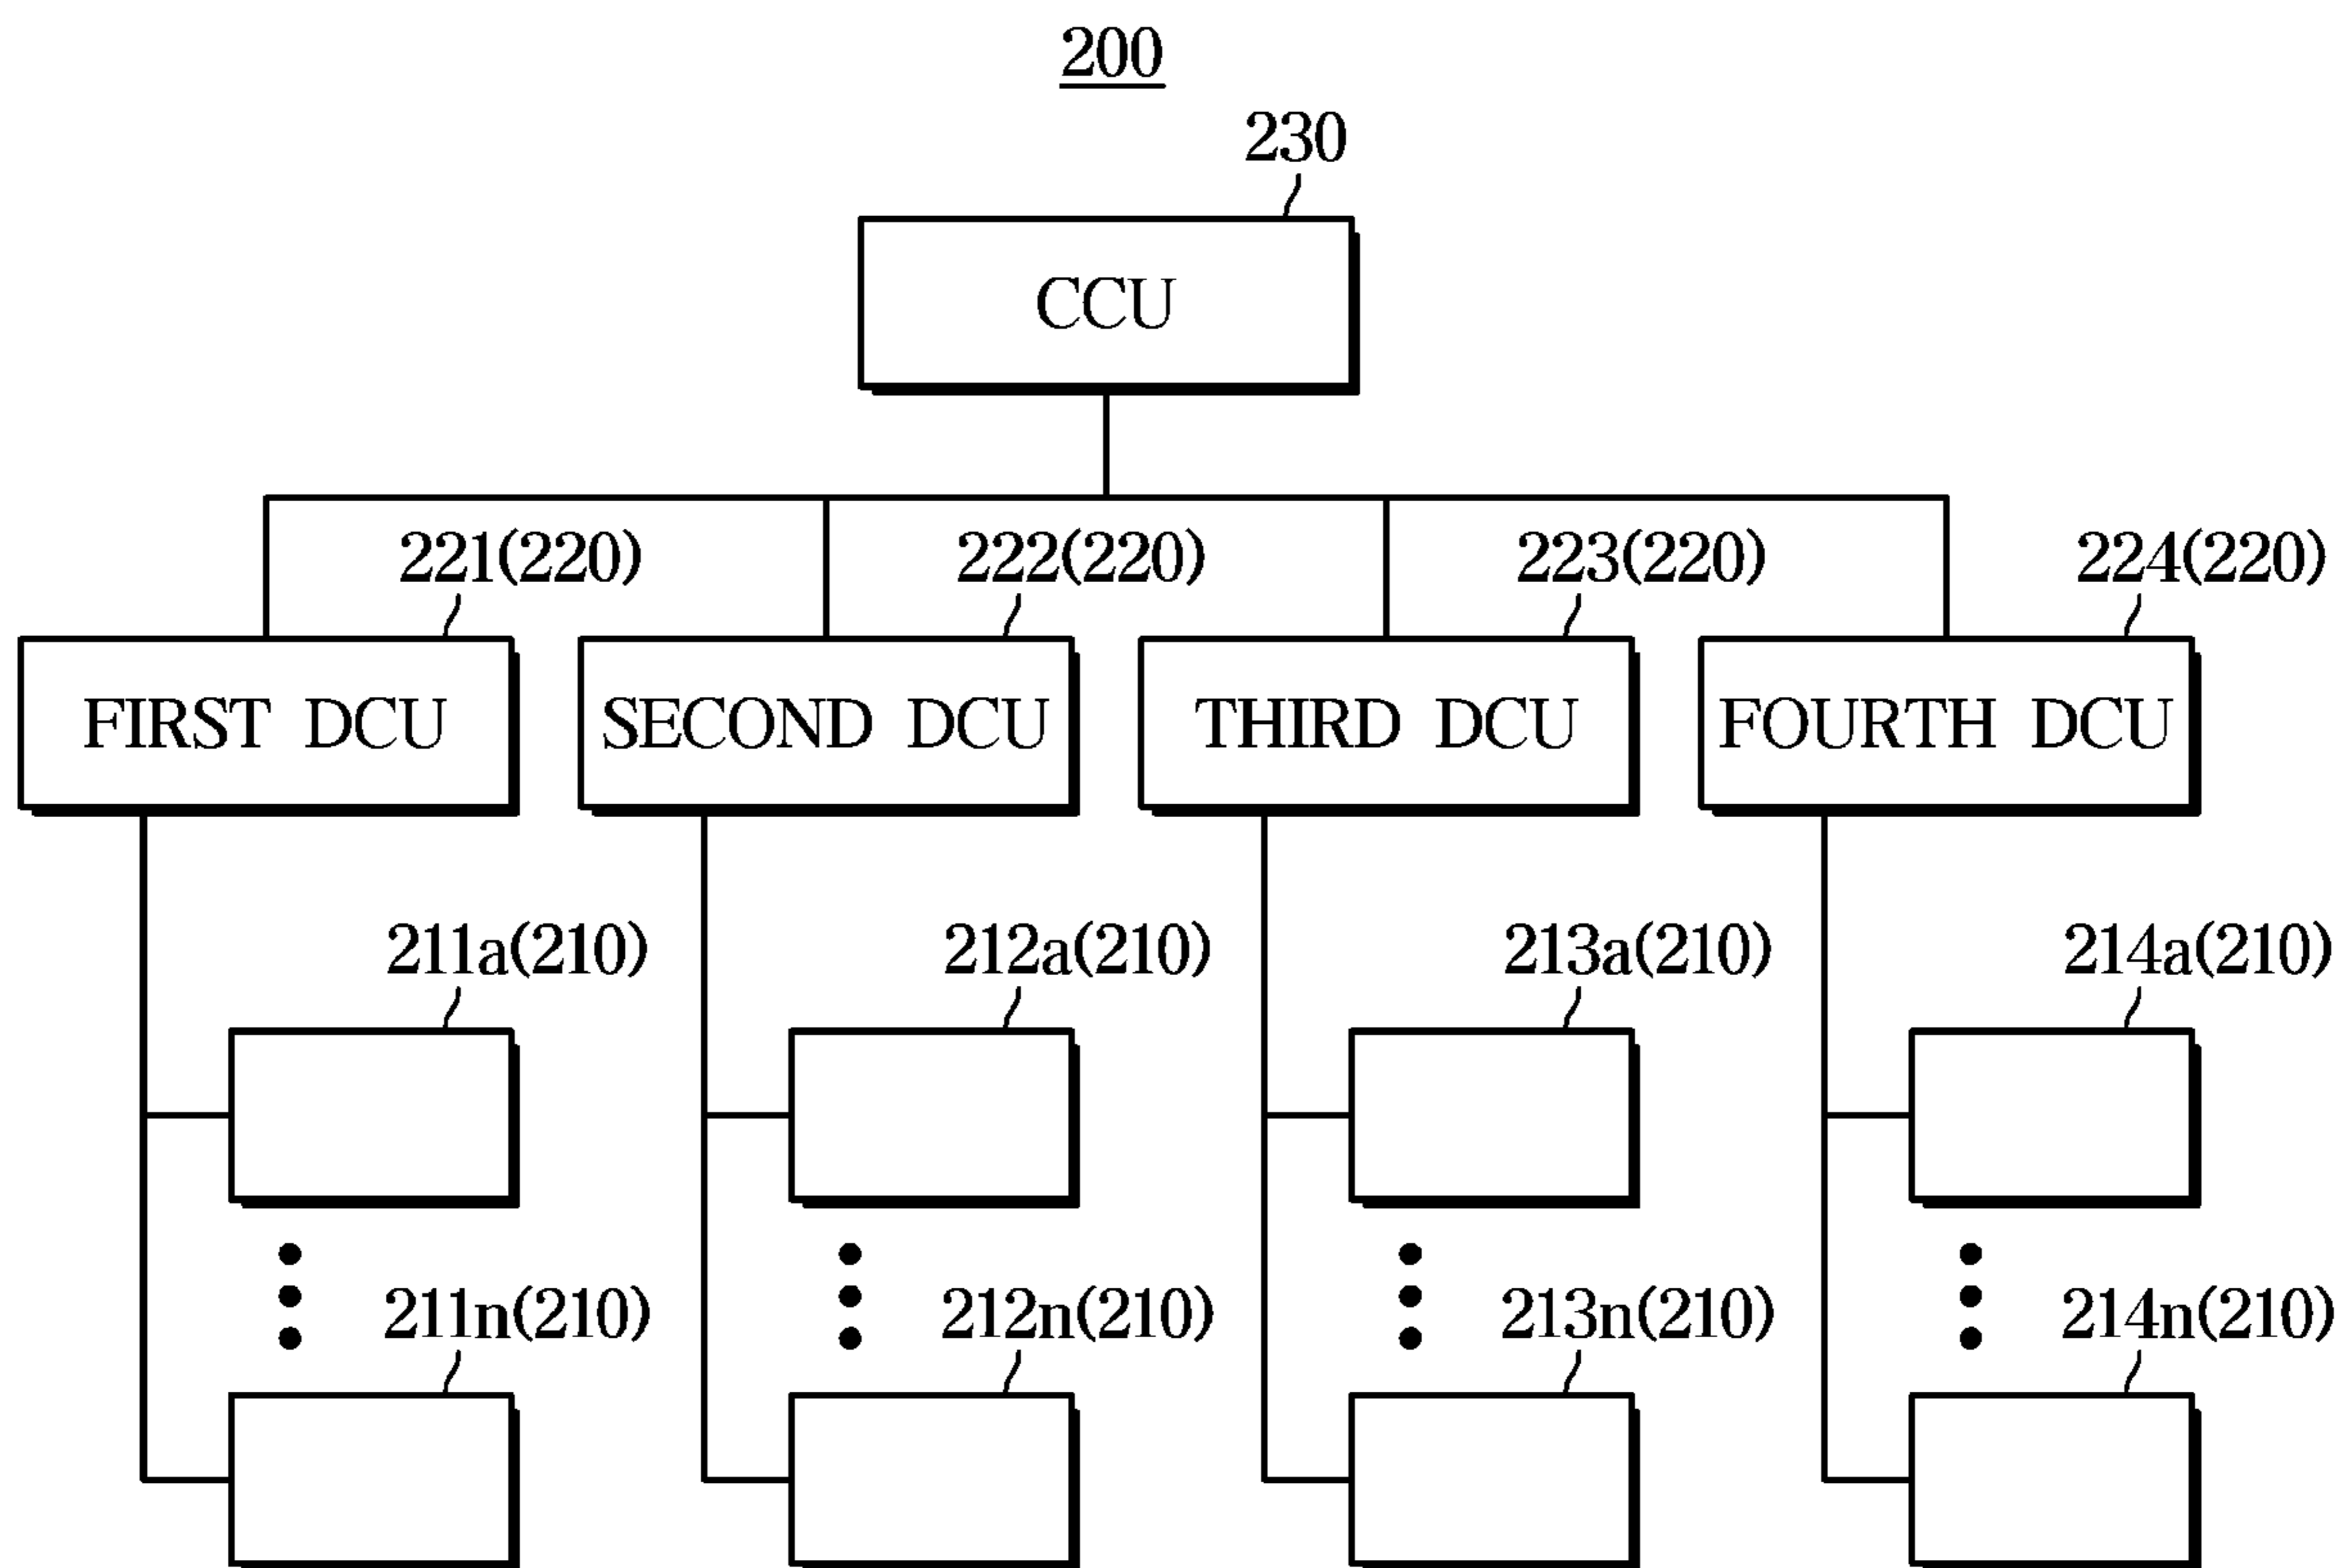 200
230
CCU
221(220) 222(220) 223(220) 224(220)
FIRST DCU SECOND DCU THIRD DCU FOURTH DCU
211a(210) 212a(210) 213a(210) 214a(210)
211n(210) 212n(210) 213n(210) 214n(210)